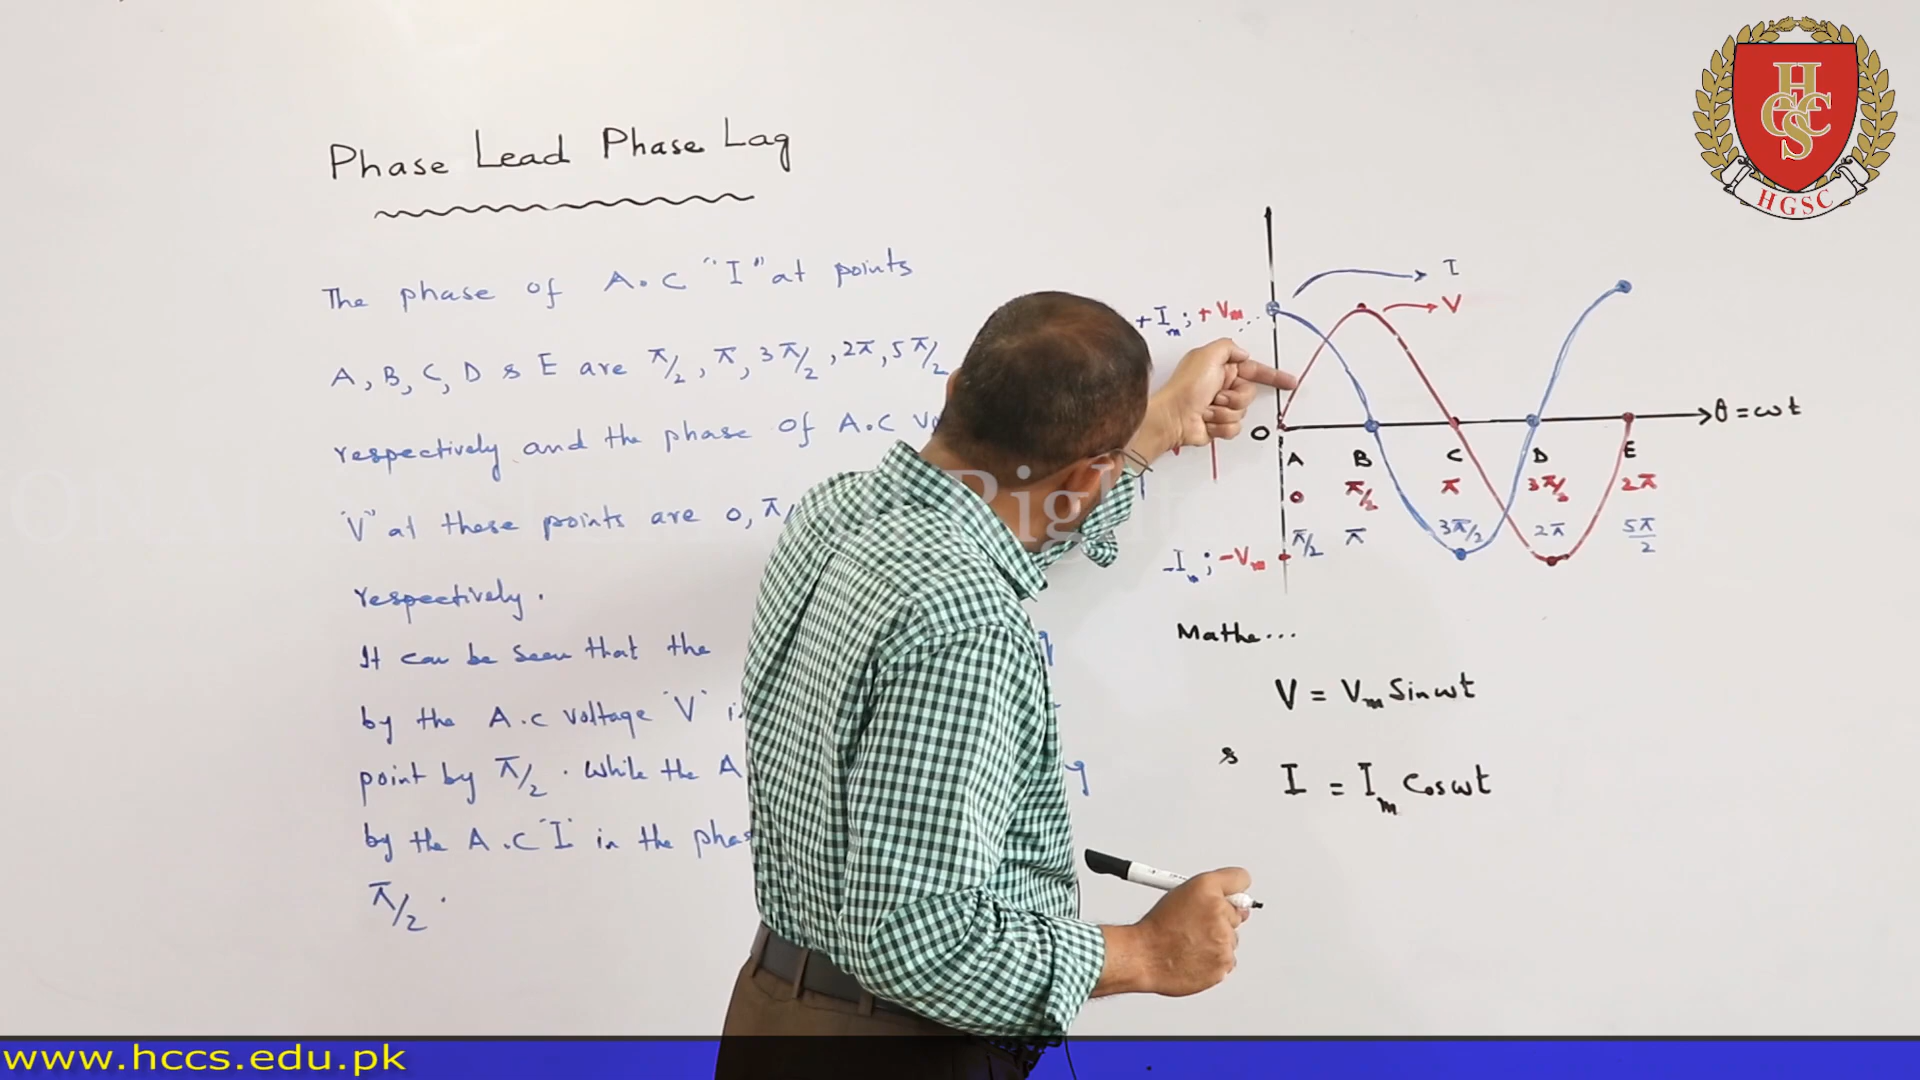 Phase Lead Phase Lag
The phase of A.C "I" at points
A, B, C, D & E are π/2, π, 3π/2, 2π, 5π/2
respectively and the phase of A.C
"V" at these points are 0,
respectively.
It can be seen that the
by the A.C voltage "V"
point by π/2. While the A
by the A.C "I" in the
π/2.
I
V
+Im; +Vm
O
θ = ωt
A B C D E
0 π/2 π 3π/2 2π
π/2 π 3π/2 2π 5π/2
-Im; -Vm
Mathe...
V = Vm Sinωt
& I = Im Cosωt
HCCS
HGSC
Right
www.hccs.edu.pk